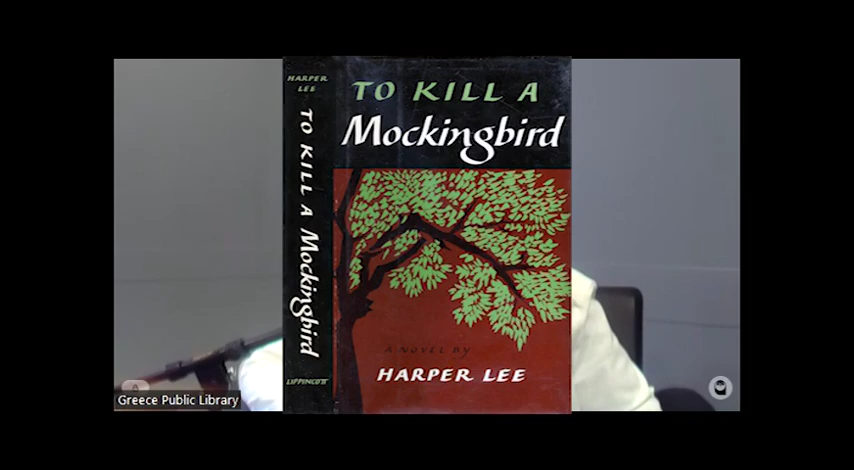 HARPER
LEE
TO KILL A Mockingbird
LIPPINCOTT
TO KILL A
Mockingbird
A NOVEL BY
HARPER LEE
Greece Public Library